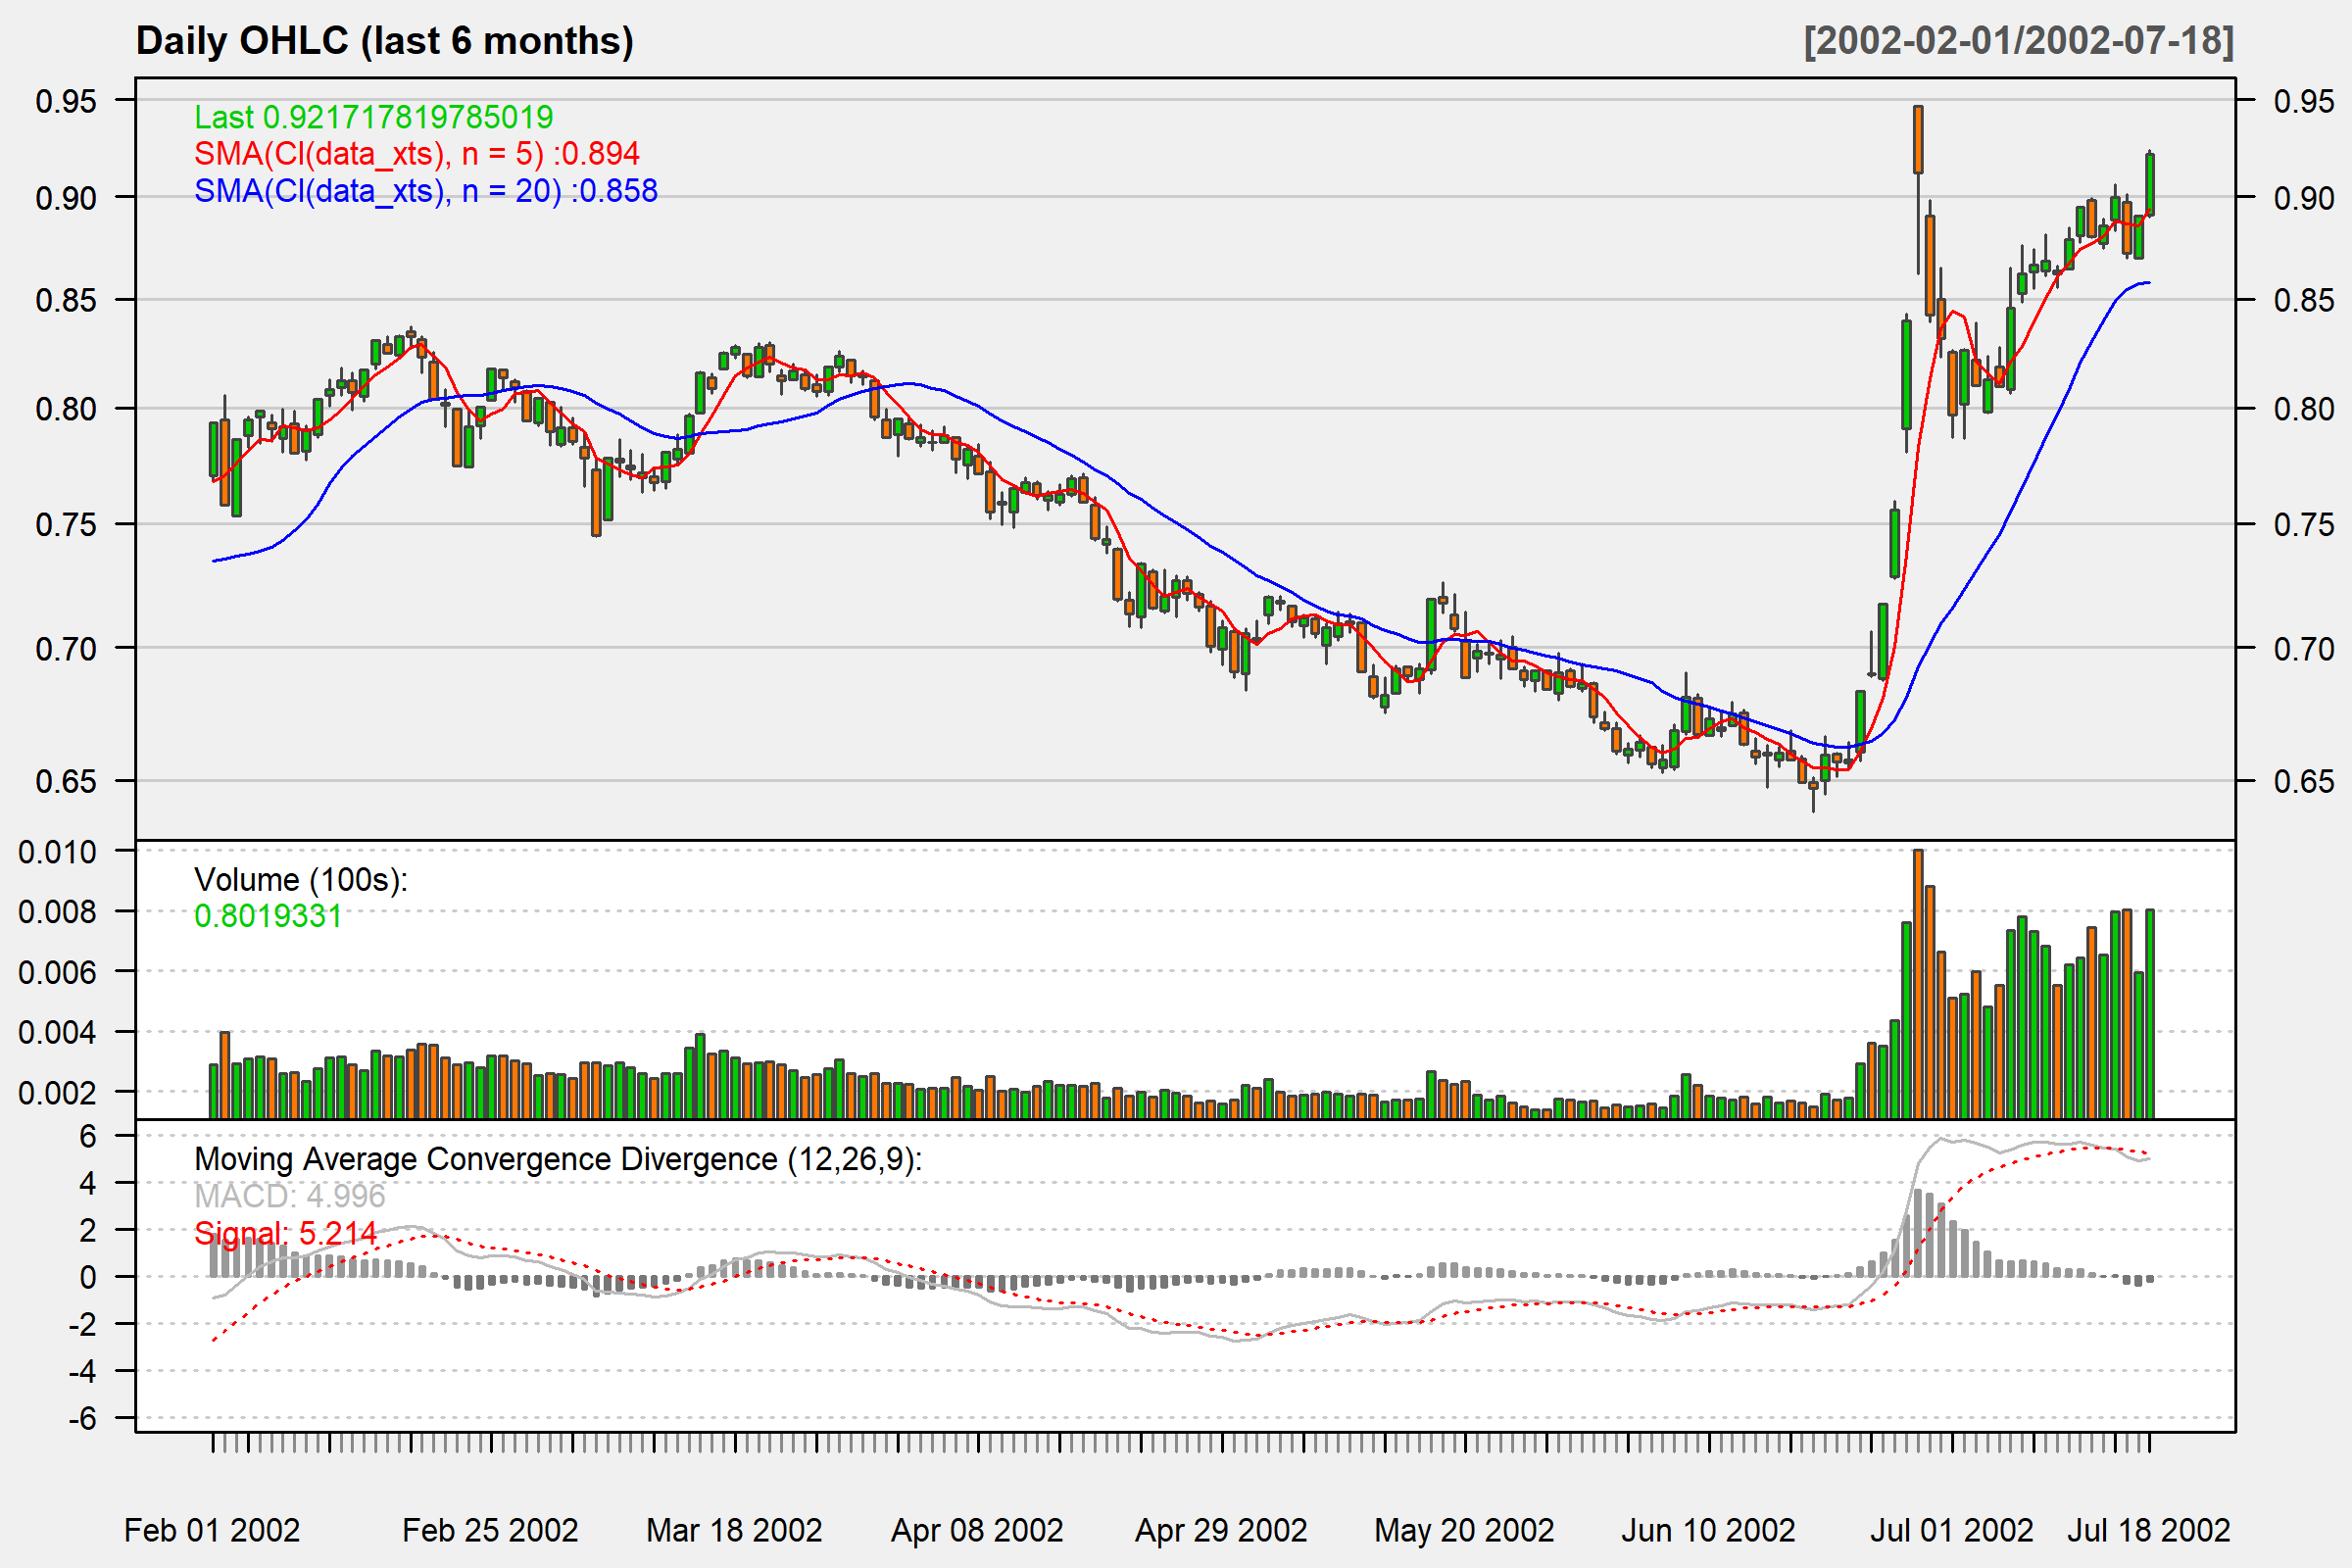 Daily OHLC (last 6 months) [2002-02-01/2002-07-18]
Last 0.921717819785019
SMA(Cl(data_xts), n = 5) :0.894
SMA(Cl(data_xts), n = 20) :0.858
0.95 0.95
0.90 0.90
0.85 0.85
0.80 0.80
0.75 0.75
0.70 0.70
0.65 0.65
Volume (100s):
0.8019331
0.010
0.008
0.006
0.004
0.002
Moving Average Convergence Divergence (12,26,9):
MACD: 4.996
Signal: 5.214
6
4
2
0
-2
-4
-6
Feb 01 2002 Feb 25 2002 Mar 18 2002 Apr 08 2002 Apr 29 2002 May 20 2002 Jun 10 2002 Jul 01 2002 Jul 18 2002